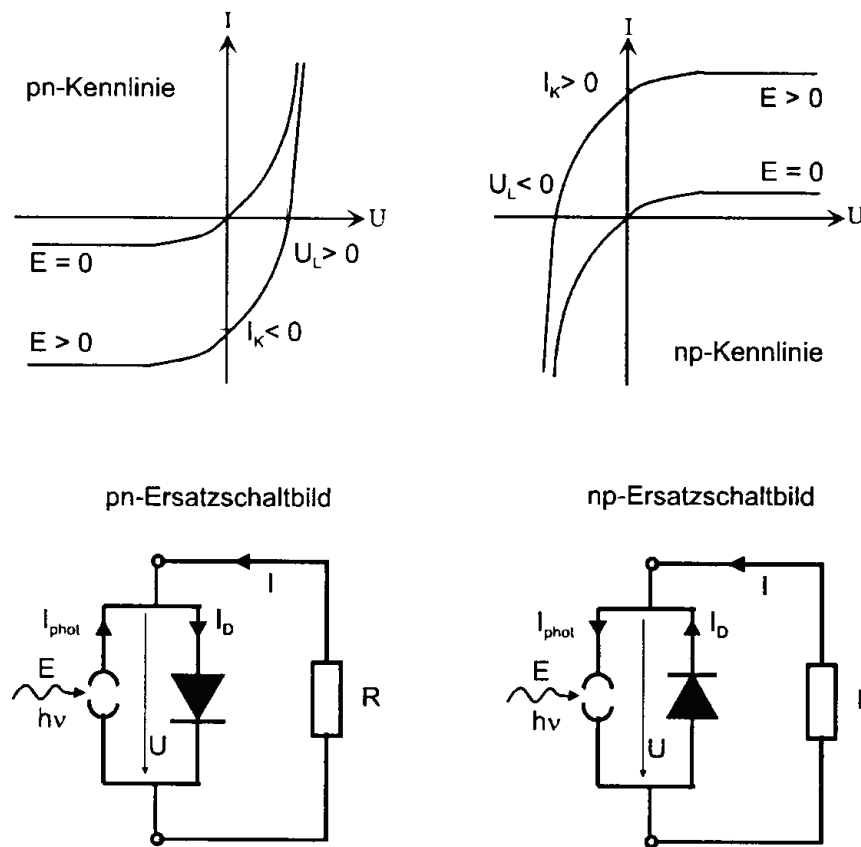 I
pn-Kennlinie
U
E = 0
U_L > 0
I_K < 0
E > 0
I
I_K > 0
E > 0
U_L < 0
E = 0
U
np-Kennlinie
pn-Ersatzschaltbild
I
I_phot
I_D
E
hν
U
R
np-Ersatzschaltbild
I
I_phot
I_D
E
hν
U